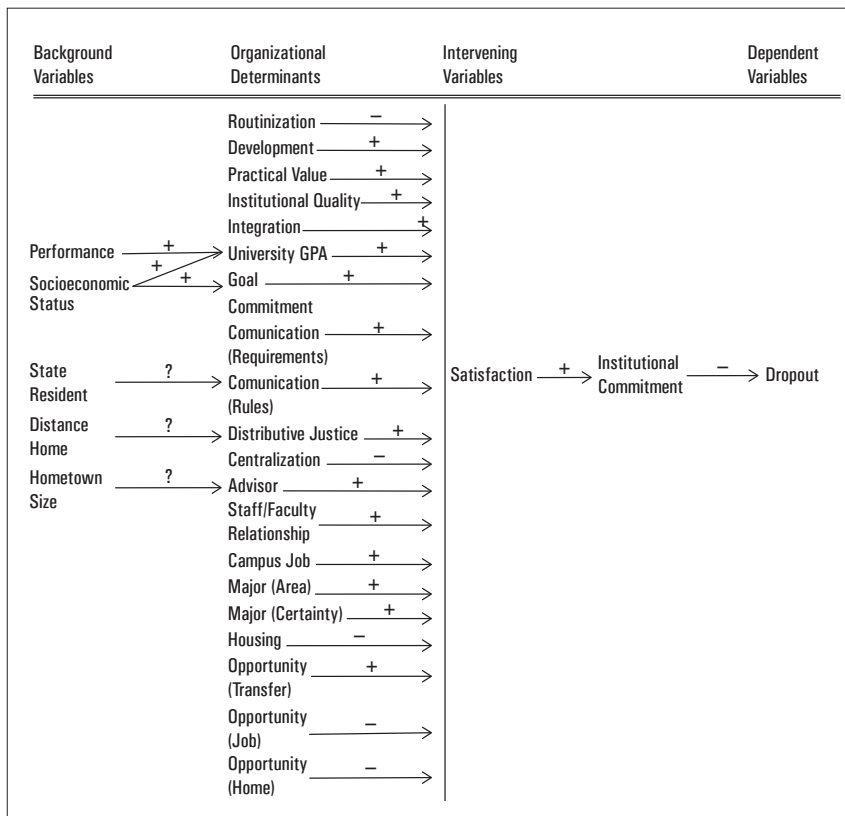 Background Variables
Organizational Determinants
Intervening Variables
Dependent Variables
Routinization −
Development +
Practical Value +
Institutional Quality +
Integration +
Performance + University GPA +
+
Socioeconomic Status + Goal Commitment +
Comunication (Requirements) +
State Resident ? Comunication (Rules) +
Satisfaction + Institutional Commitment − Dropout
Distance Home ? Distributive Justice +
Centralization −
Hometown Size ? Advisor +
Staff/Faculty Relationship +
Campus Job +
Major (Area) +
Major (Certainty) +
Housing −
Opportunity (Transfer) +
Opportunity (Job) −
Opportunity (Home) −